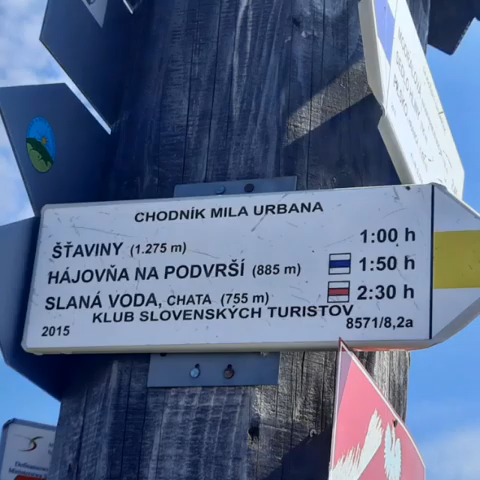 CHODNÍK MILA URBANA
ŠŤAVINY (1.275 m) 1:00 h
HÁJOVŇA NA PODVRŠÍ (885 m) 1:50 h
SLANÁ VODA, CHATA (755 m) 2:30 h
KLUB SLOVENSKÝCH TURISTOV
2015 8571/8,2a